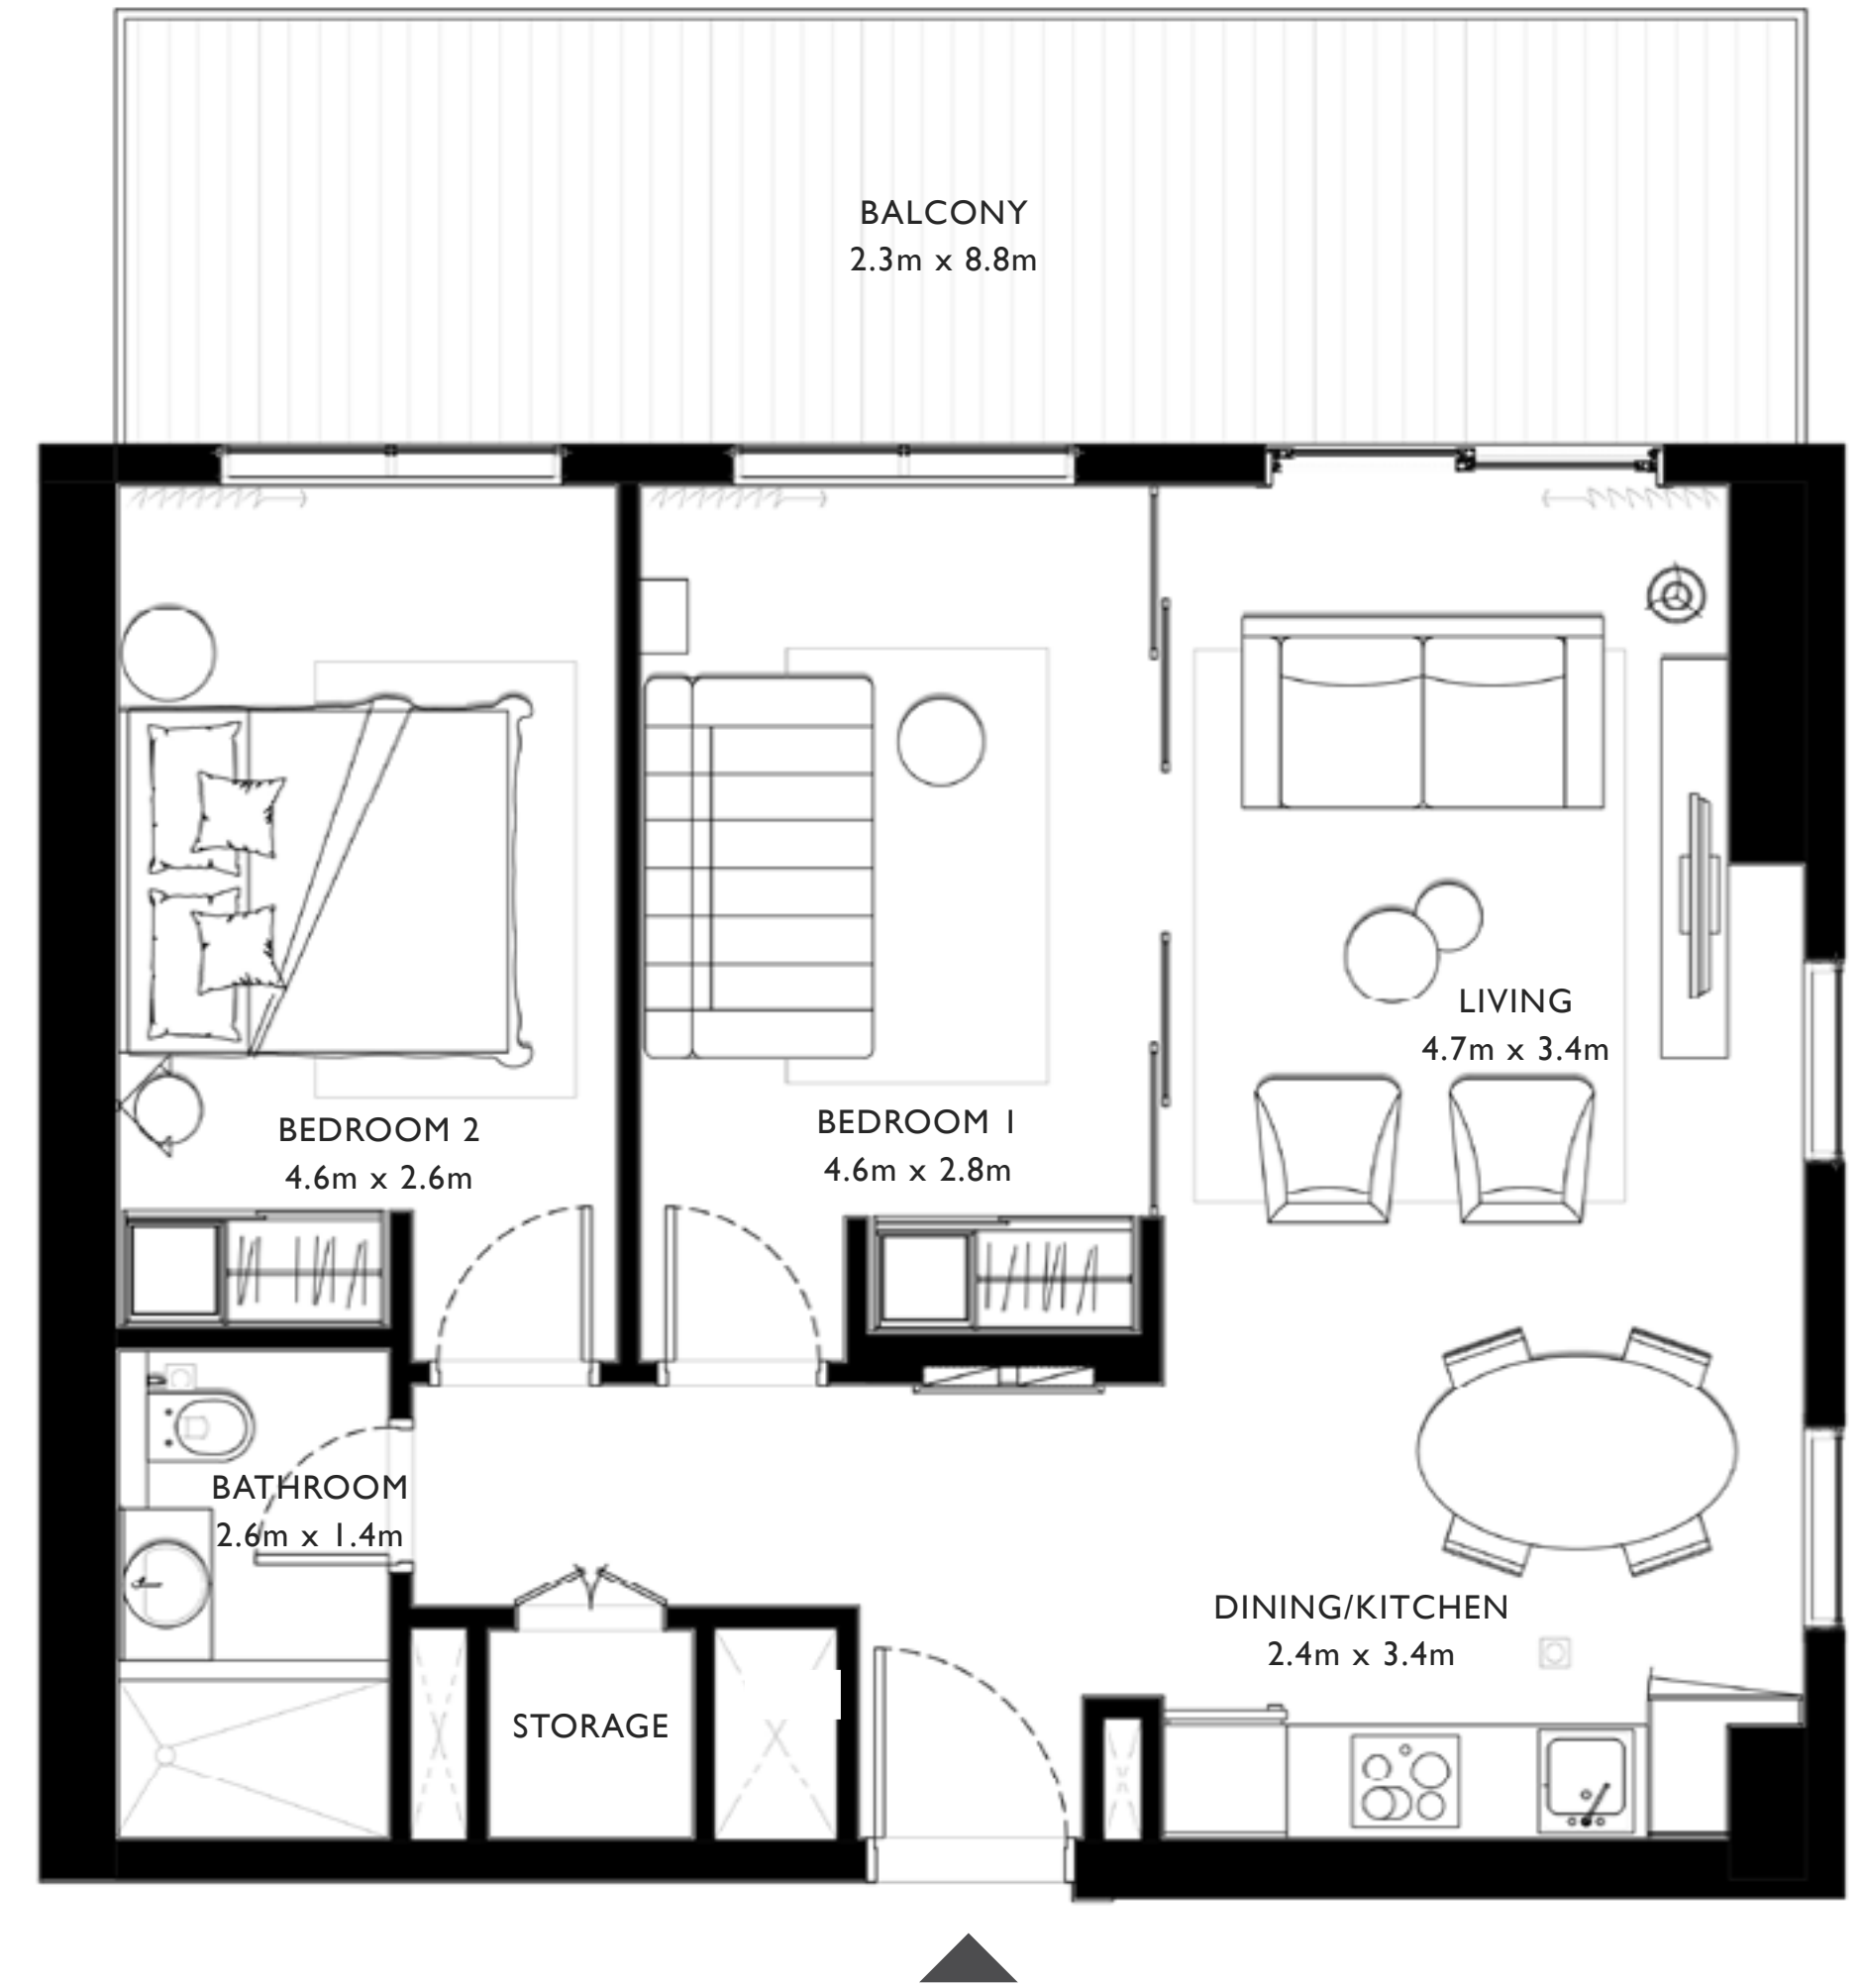 BALCONY
2.3m x 8.8m
LIVING
4.7m x 3.4m
BEDROOM 2
4.6m x 2.6m
BEDROOM 1
4.6m x 2.8m
BATHROOM
2.6m x 1.4m
DINING/KITCHEN
2.4m x 3.4m
STORAGE